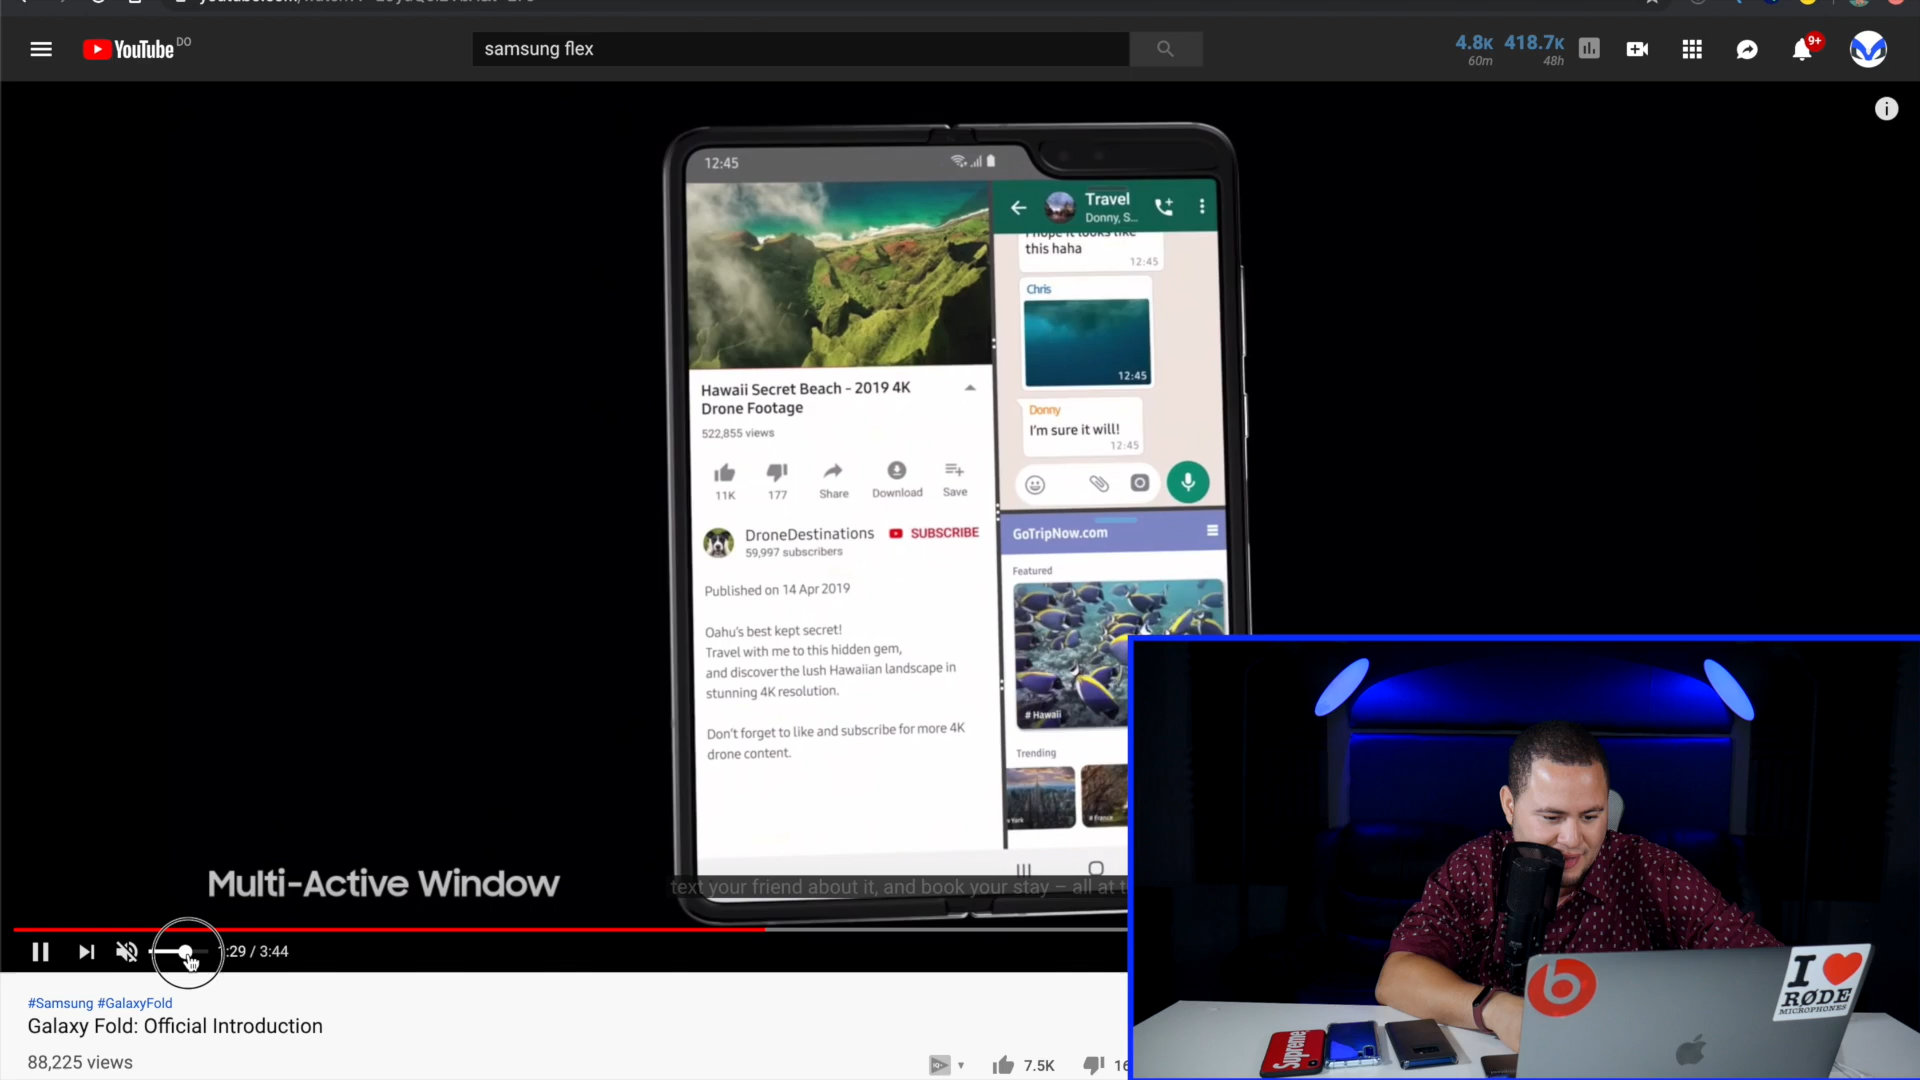 YouTube DO
samsung flex
4.8K 418.7K
60m 48h
9+
12:45
Travel
Donny, S...
this haha
12:45
Chris
12:45
Donny
I'm sure it will!
12:45
Hawaii Secret Beach - 2019 4K
Drone Footage
522,855 views
11K 177 Share Download Save
DroneDestinations SUBSCRIBE
59,997 subscribers
Published on 14 Apr 2019
Oahu's best kept secret!
Travel with me to this hidden gem,
and discover the lush Hawaiian landscape in
stunning 4K resolution.
Don't forget to like and subscribe for more 4K
drone content.
GoTripNow.com
Featured
# Hawaii
Trending
# France
Multi-Active Window
text your friend about it, and book your stay – all at
:29 / 3:44
#Samsung #GalaxyFold
Galaxy Fold: Official Introduction
88,225 views
7.5K 16
Supreme
I
RØDE
MICROPHONES